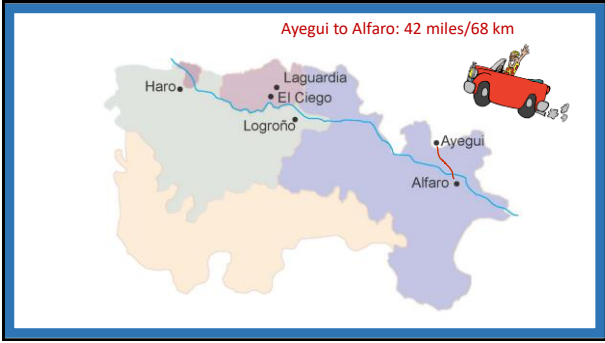 Ayegui to Alfaro: 42 miles/68 km
Laguardia
Haro
El Ciego
Logroño
Ayegui
Alfaro